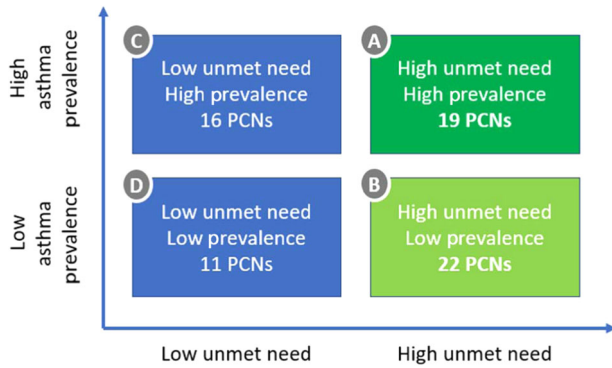 High
asthma
prevalence
C
Low unmet need
High prevalence
16 PCNs
A
High unmet need
High prevalence
19 PCNs
Low
asthma
prevalence
D
Low unmet need
Low prevalence
11 PCNs
B
High unmet need
Low prevalence
22 PCNs
Low unmet need
High unmet need